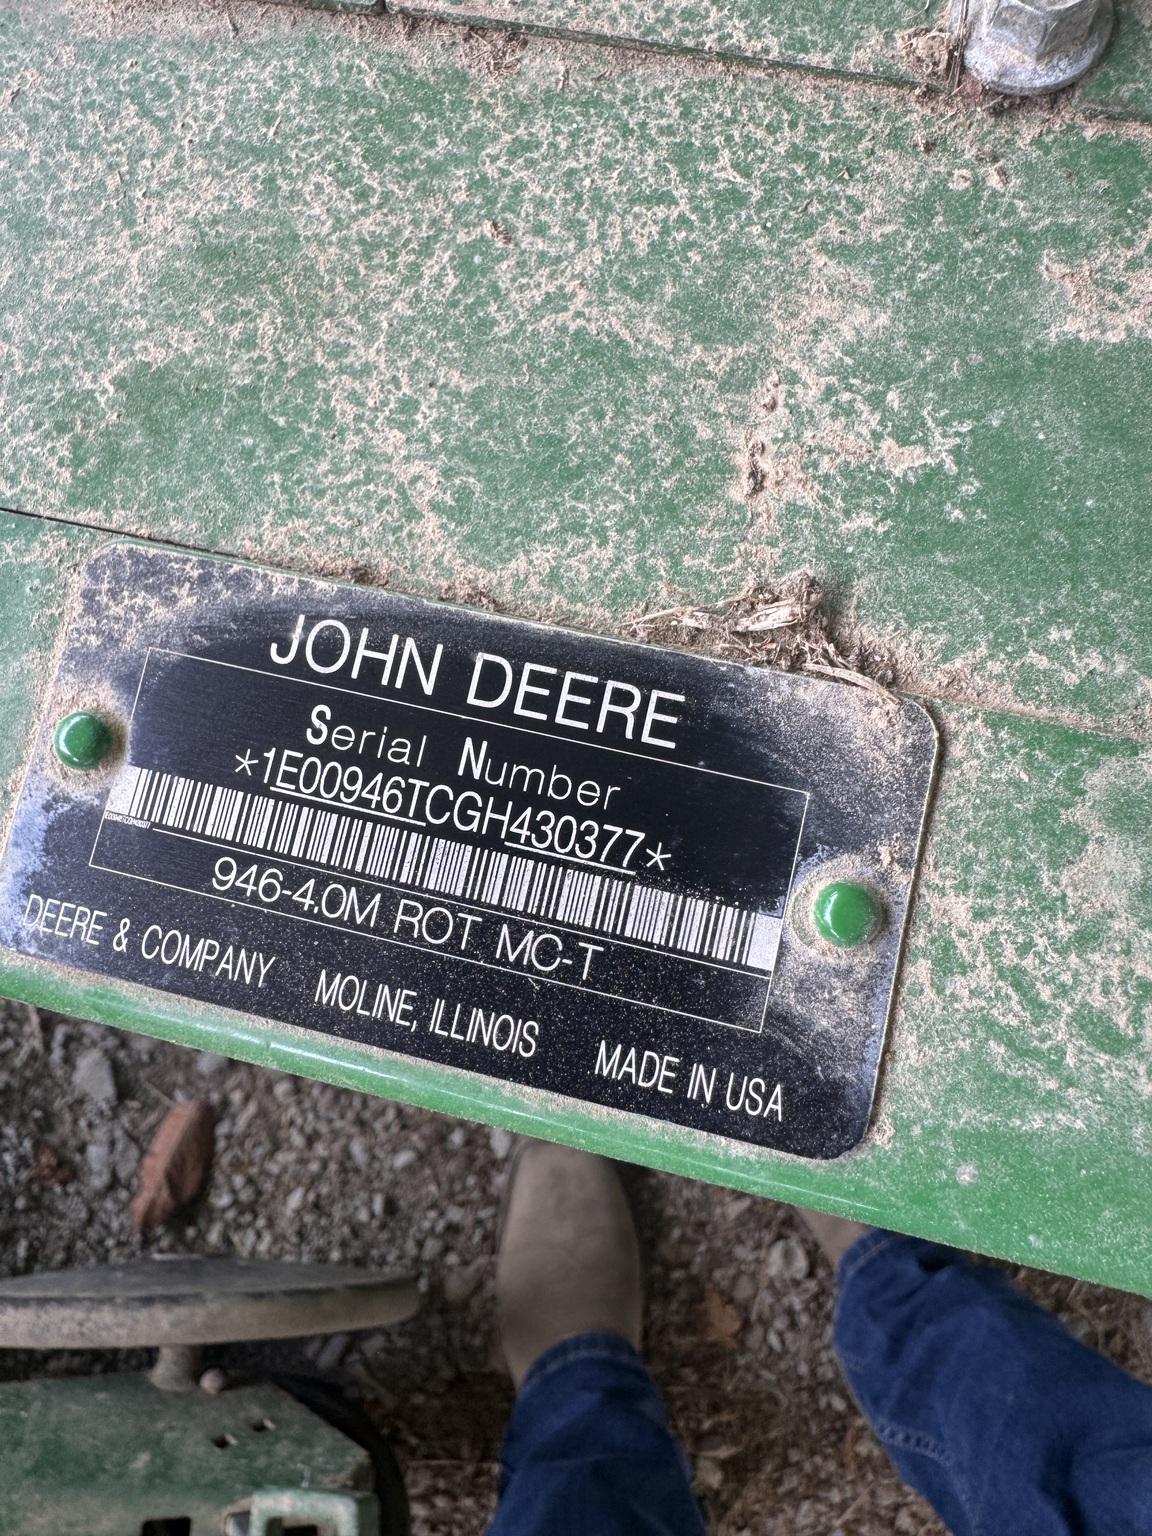 JOHN DEERE
Serial Number
*1E00946TCGH430377*
946-4.0M ROT MC-T
DEERE & COMPANY MOLINE, ILLINOIS MADE IN USA